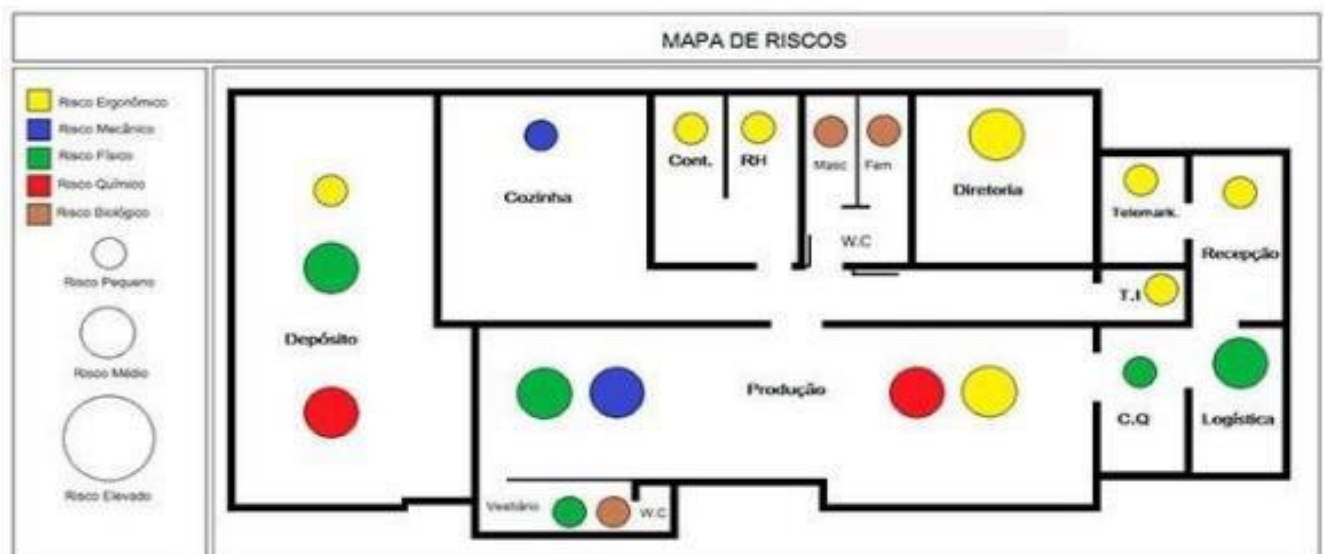 MAPA DE RISCOS
Risco Ergonômico
Risco Mecânico
Risco Físico
Risco Químico
Risco Biológico
Risco Pequeno
Risco Médio
Risco Elevado
Depósito
Cozinha
Cont.
RH
Masc
Fem
W.C
Diretoria
Telemark.
Recepção
T.I
Produção
C.Q
Logística
Vestiário
W.C